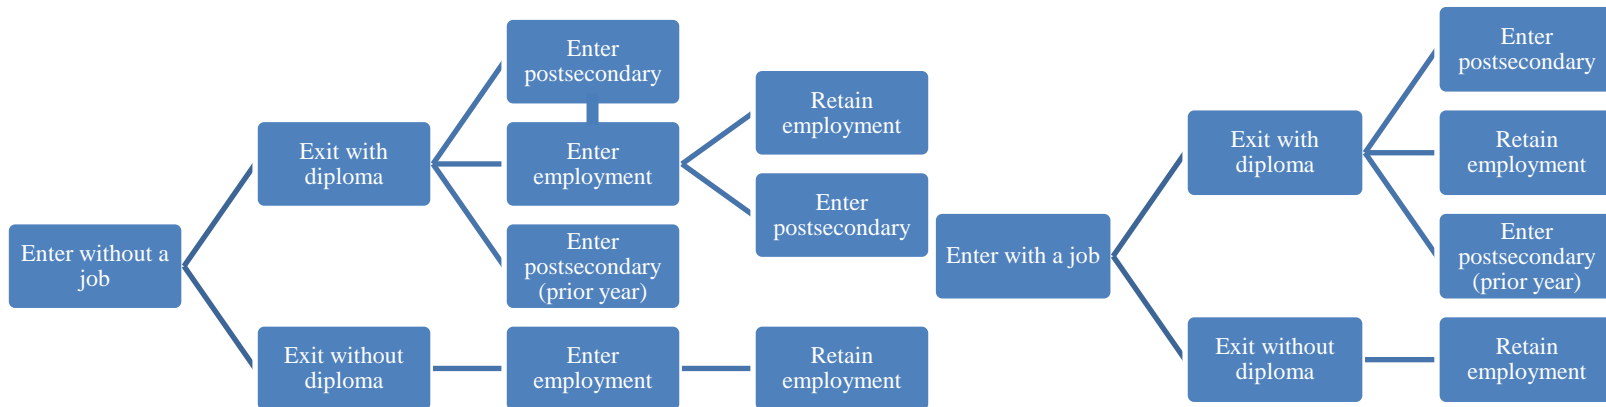 Enter without a
job
Exit with
diploma
Enter
postsecondary
Enter
employment
Retain
employment
Enter
postsecondary
Enter
postsecondary
(prior year)
Exit without
diploma
Enter
employment
Retain
employment
Enter with a job
Exit with
diploma
Enter
postsecondary
Retain
employment
Enter
postsecondary
(prior year)
Exit without
diploma
Retain
employment